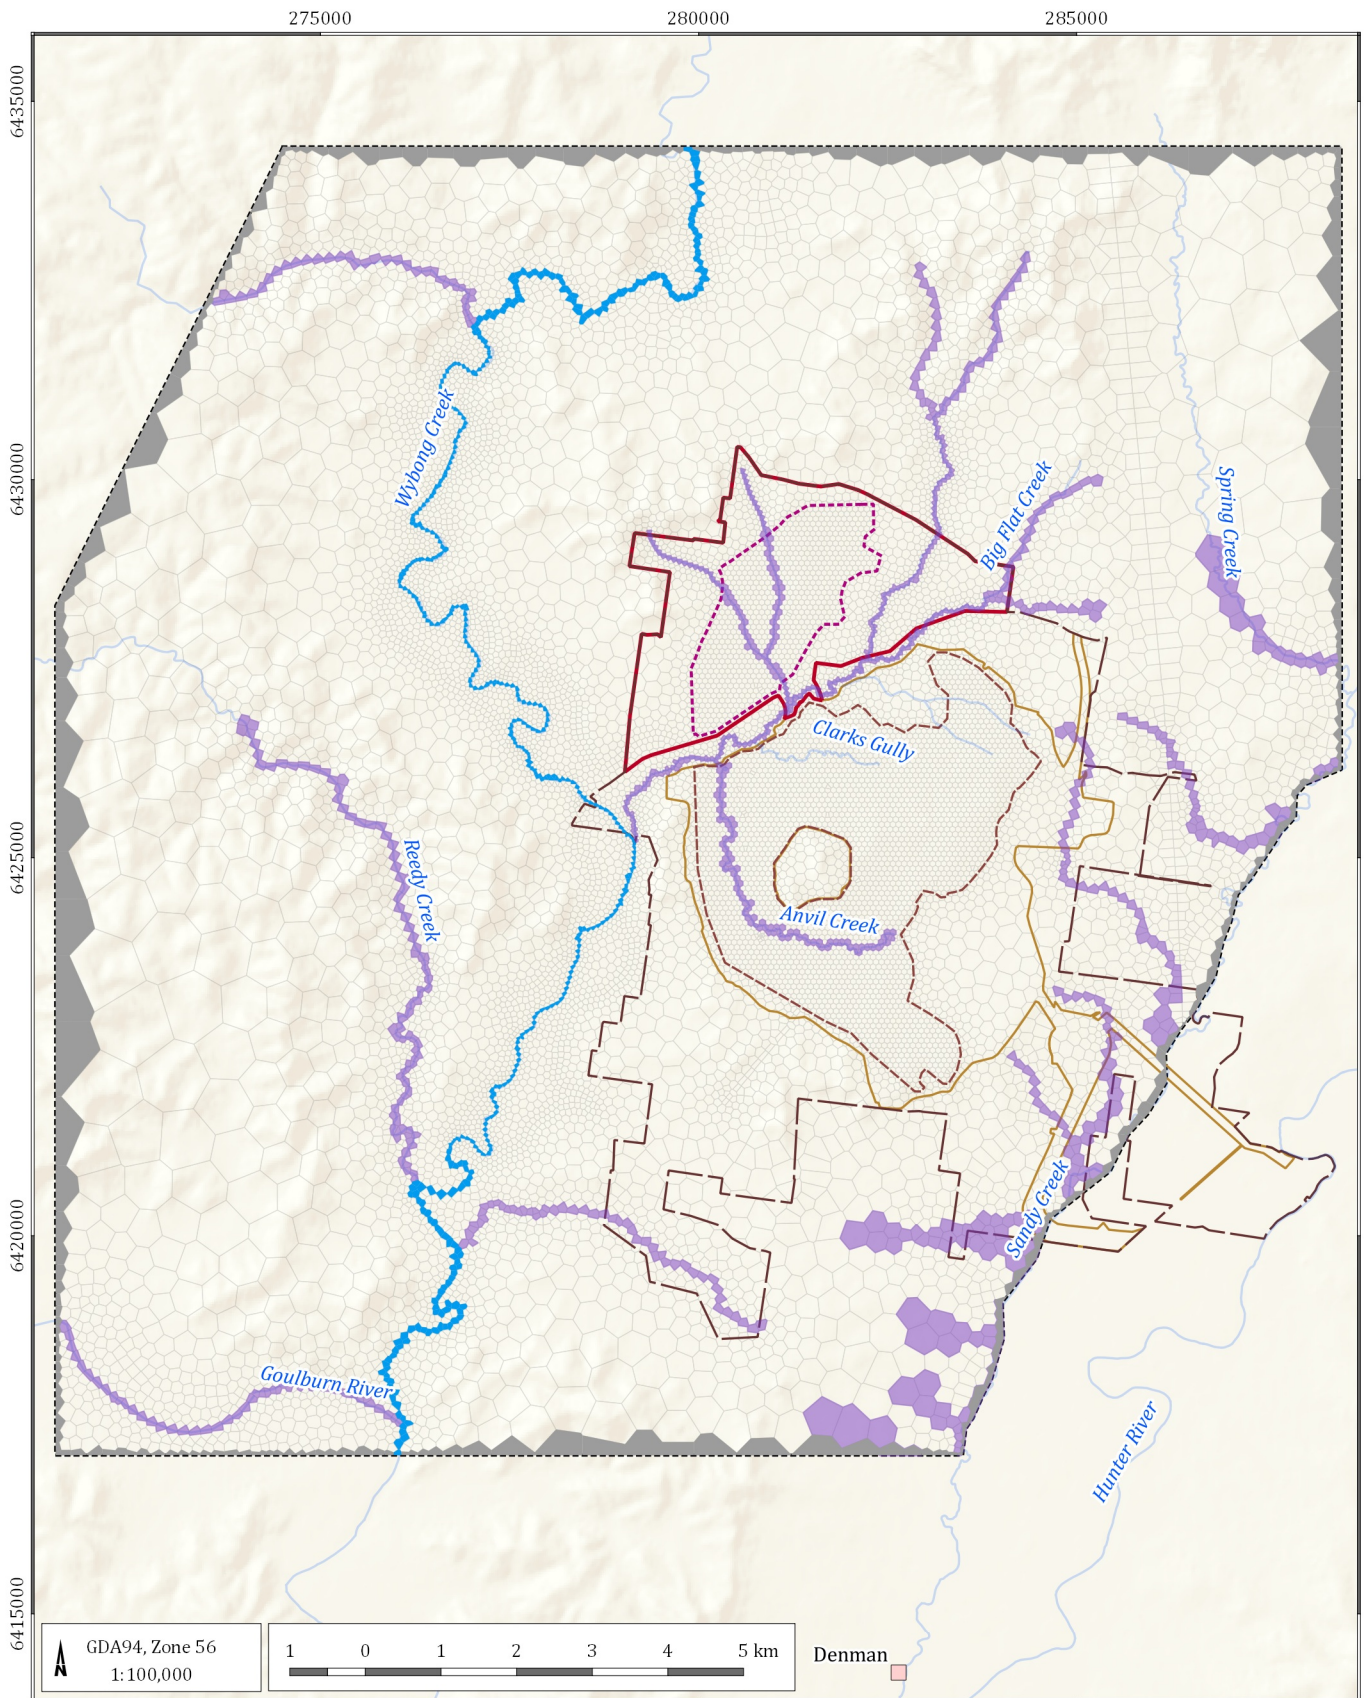 275000
280000
285000
6435000
6430000
6425000
6420000
6415000
Wybong Creek
Big Flat Creek
Spring Creek
Clarks Gully
Reedy Creek
Anvil Creek
Sandy Creek
Goulburn River
Hunter River
Denman
GDA94, Zone 56
1:100,000
N
1 0 1 2 3 4 5 km